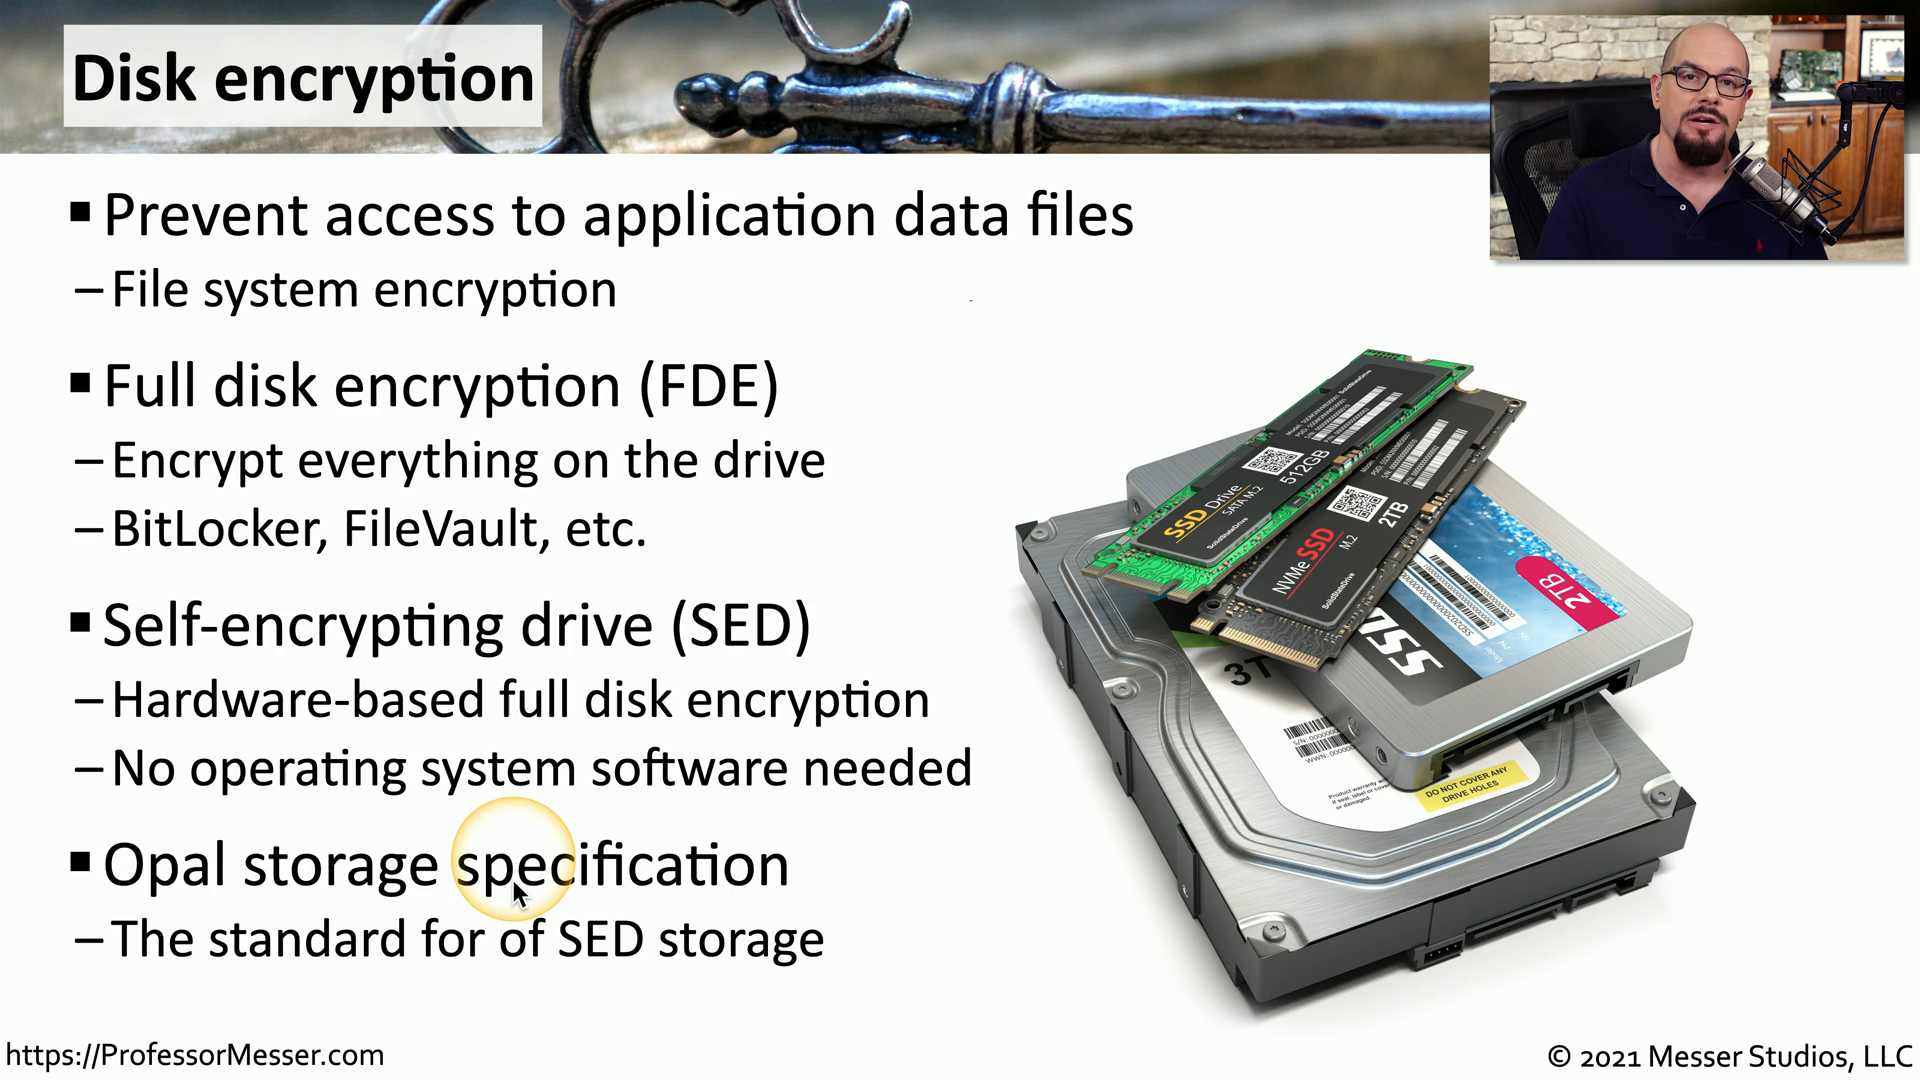 Disk encryption
▪ Prevent access to application data files
– File system encryption
▪ Full disk encryption (FDE)
– Encrypt everything on the drive
– BitLocker, FileVault, etc.
▪ Self-encrypting drive (SED)
– Hardware-based full disk encryption
– No operating system software needed
▪ Opal storage specification
– The standard for of SED storage
SSD Drive
SATA M.2
512GB
SolidStateDrive
NVMe SSD
M.2
2TB
SolidStateDrive
2TB
SSD
3T
DO NOT COVER ANY
DRIVE HOLES
https://ProfessorMesser.com
© 2021 Messer Studios, LLC